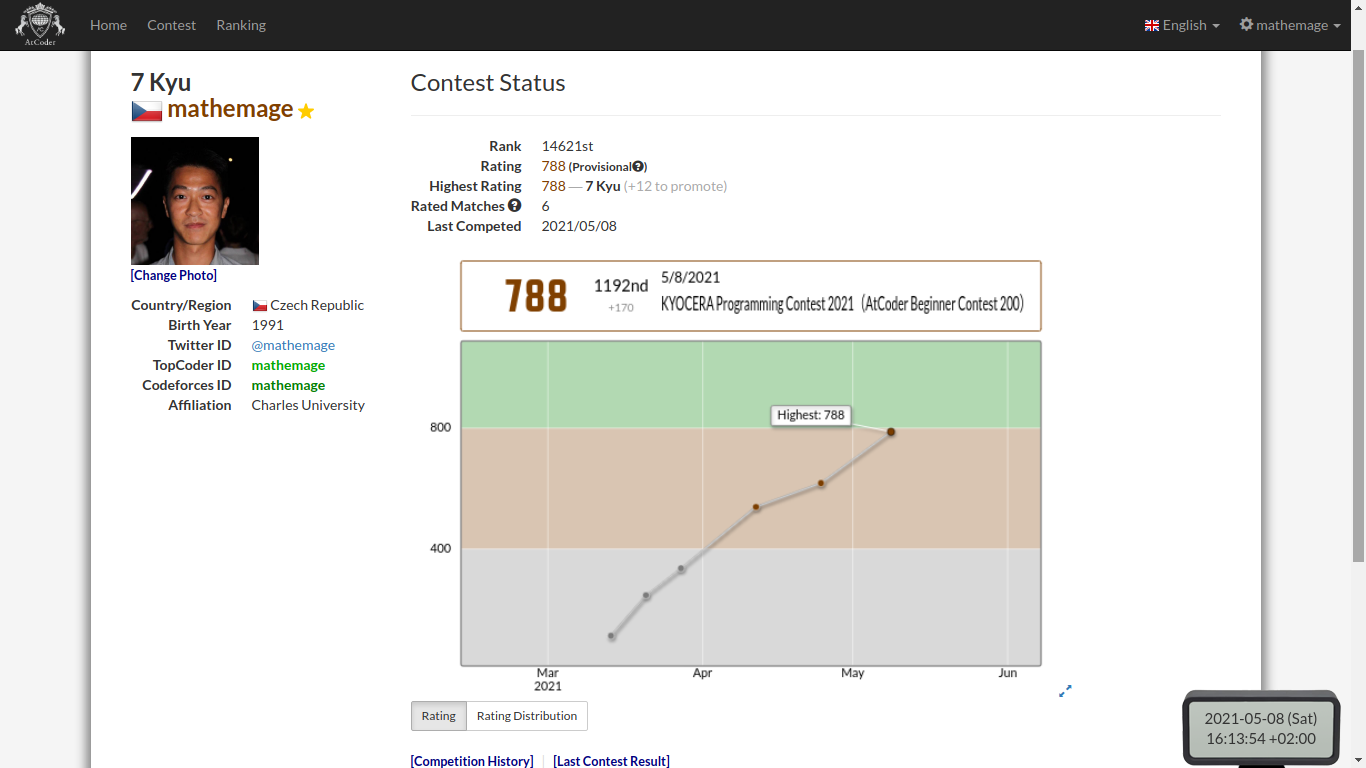 AtCoder
Home Contest Ranking
English mathemage
7 Kyu
mathemage
[Change Photo]
Country/Region Czech Republic
Birth Year 1991
Twitter ID @mathemage
TopCoder ID mathemage
Codeforces ID mathemage
Affiliation Charles University
Contest Status
Rank 14621st
Rating 788 (Provisional?)
Highest Rating 788 — 7 Kyu (+12 to promote)
Rated Matches ? 6
Last Competed 2021/05/08
788 1192nd +170
5/8/2021
KYOCERA Programming Contest 2021 (AtCoder Beginner Contest 200)
Highest: 788
800
400
Mar Apr May Jun
2021
Rating Rating Distribution
[Competition History] [Last Contest Result]
2021-05-08 (Sat)
16:13:54 +02:00